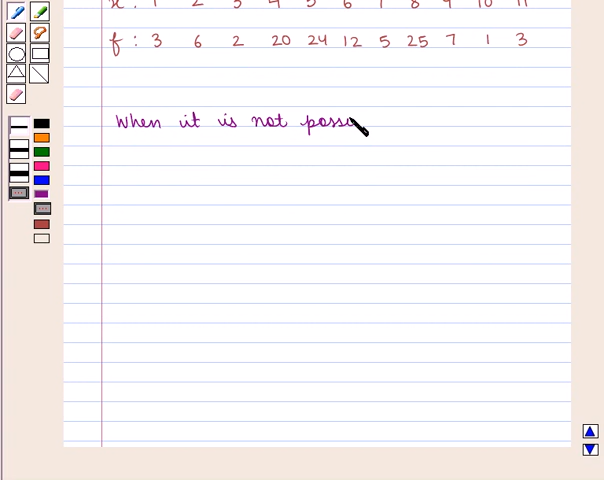 x : 1 2 3 4 5 6 7 8 9 10 11
f : 3 6 2 20 24 12 5 25 7 1 3
When it is not possi